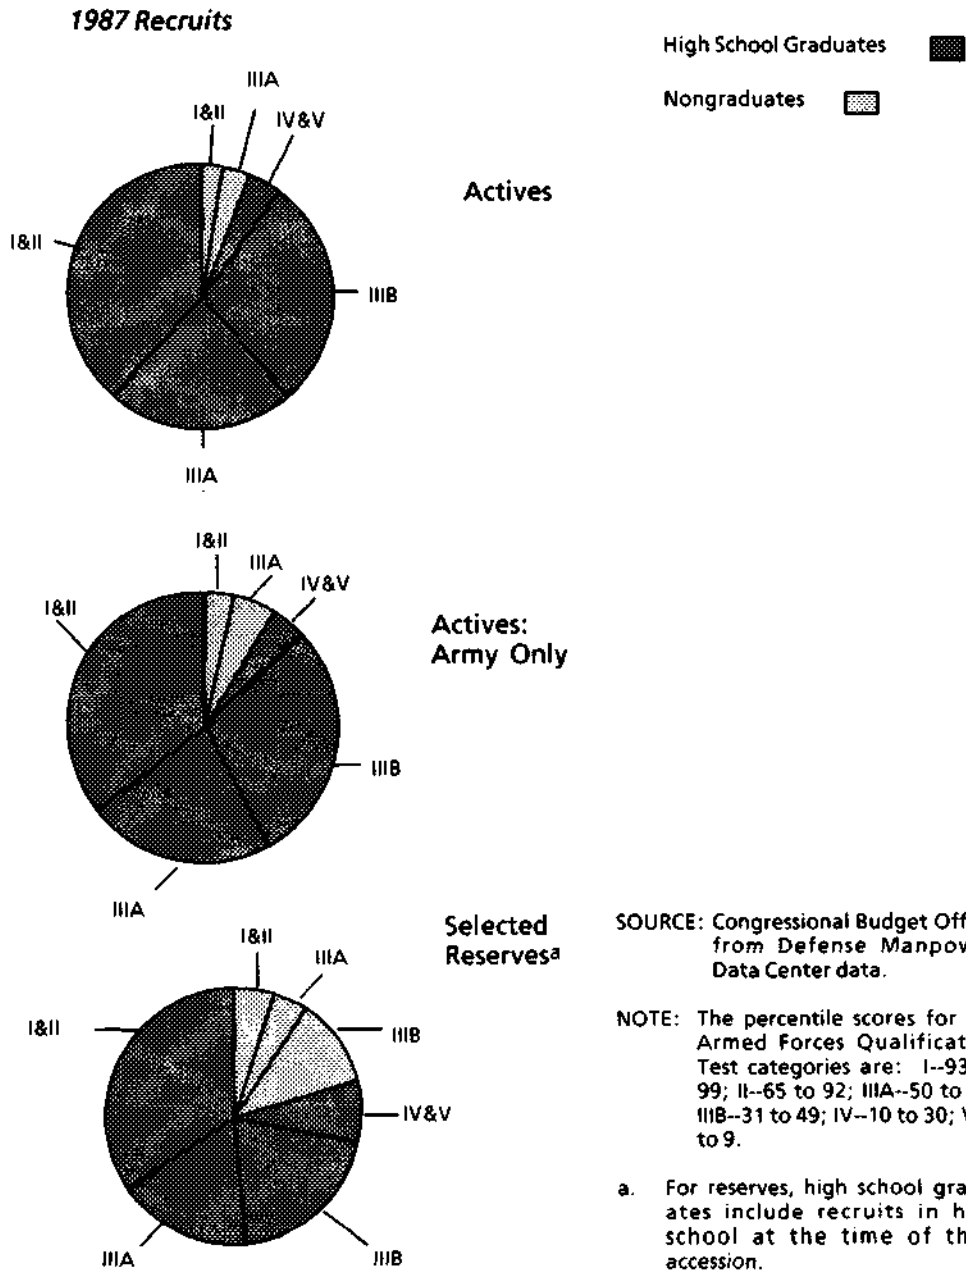 1987 Recruits
High School Graduates
Nongraduates
IIIA
I&II
IV&V
Actives
I&II
IIIB
IIIA
I&II
IIIA
IV&V
I&II
Actives:
Army Only
IIIB
IIIA
Selected
Reservesa
I&II
IIIA
I&II
IIIB
IV&V
IIIA
IIIB
SOURCE: Congressional Budget Off
from Defense Manpow
Data Center data.
NOTE: The percentile scores for
Armed Forces Qualificat
Test categories are: I--93
99; II--65 to 92; IIIA--50 to
IIIB--31 to 49; IV--10 to 30;
to 9.
a. For reserves, high school gra
ates include recruits in h
school at the time of th
accession.